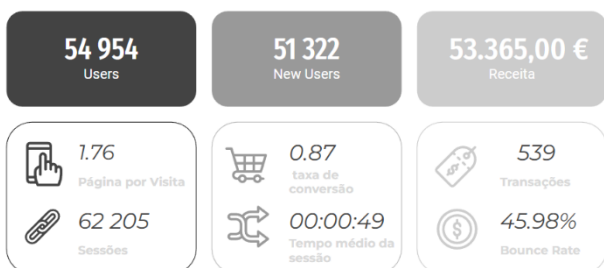 54 954
Users
51 322
New Users
53.365,00 €
Receita
1.76
Página por Visita
62 205
Sessões
0.87
taxa de
conversão
00:00:49
Tempo médio da
sessão
539
Transações
45.98%
Bounce Rate